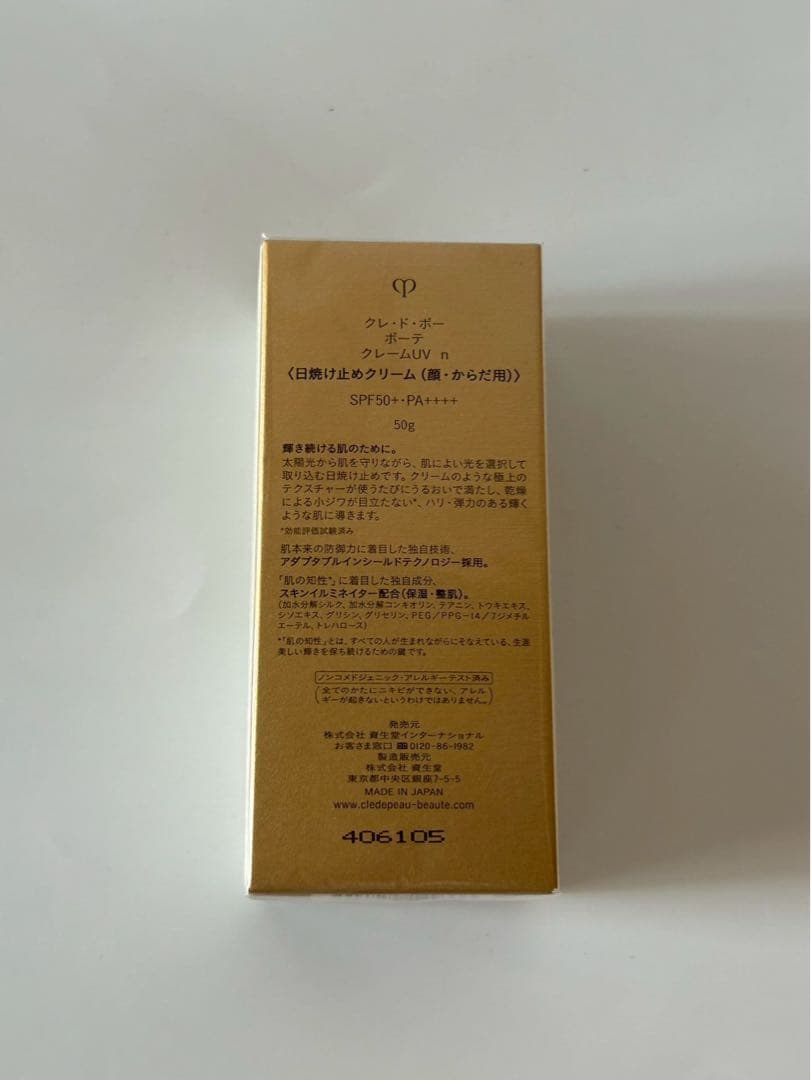 クレ・ド・ポー
ボーテ
クレームUV n
〈日焼け止めクリーム(顔・からだ用)〉
SPF50+・PA++++
50g
輝き続ける肌のために。
太陽光から肌を守りながら、肌によい光を選択して
取り込む日焼け止めです。クリームのような極上の
テクスチャーが使うたびにうるおいで満たし、乾燥
による小ジワが目立たない*、ハリ・弾力のある輝く
ような肌に導きます。
*効能評価試験済み
肌本来の防御力に着目した独自技術、
アダプタブルインシールドテクノロジー採用。
「肌の知性*」に着目した独自成分、
スキンイルミネイター配合(保湿・整肌)。
(加水分解シルク、加水分解コンキオリン、テアニン、トウキエキス、
シソエキス、グリシン、グリセリン、PEG/PPG-14/7ジメチル
エーテル、トレハロース)
*「肌の知性」とは、すべての人が生まれながらにそなえている、生涯
美しい輝きを保ち続けるための鍵です。
ノンコメドジェニック・アレルギーテスト済み
(全てのかたにニキビができない、アレル
ギーが起きないというわけではありません。)
発売元
株式会社 資生堂インターナショナル
お客さま窓口 0120-86-1982
製造販売元
株式会社 資生堂
東京都中央区銀座7-5-5
MADE IN JAPAN
www.cledepeau-beaute.com
406105